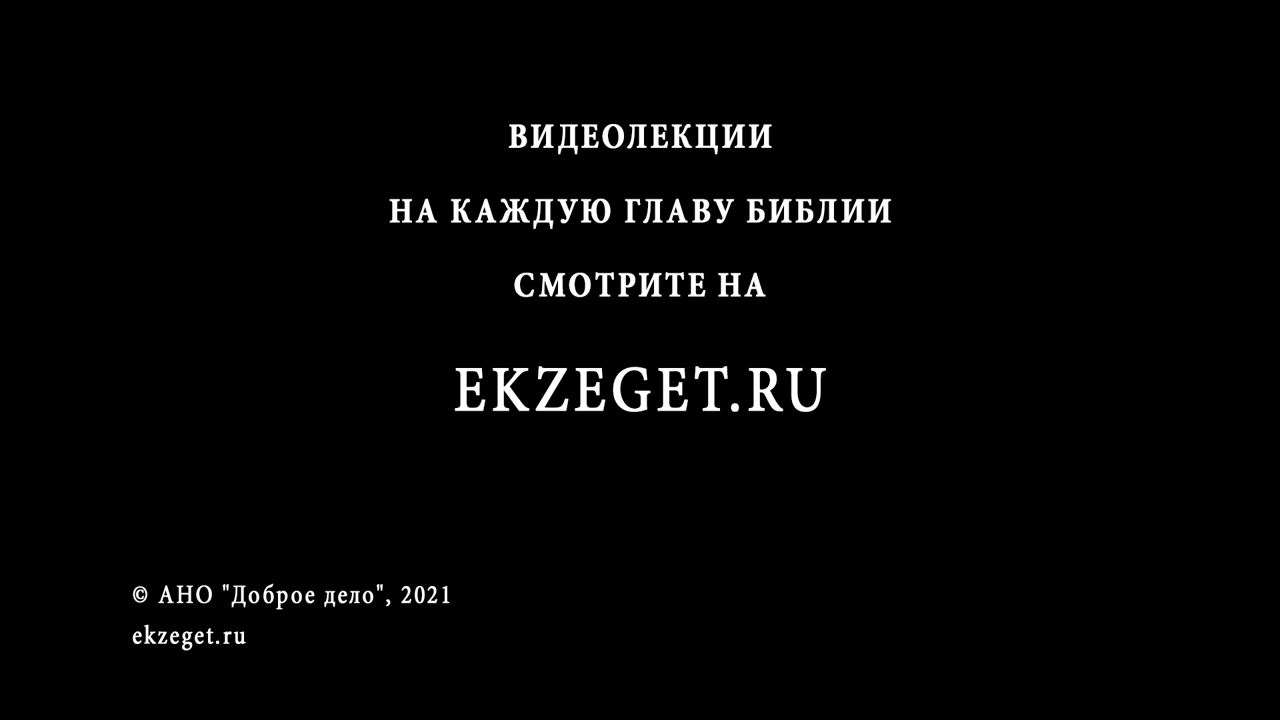 ВИДЕОЛЕКЦИИ
НА КАЖДУЮ ГЛАВУ БИБЛИИ
СМОТРИТЕ НА
EKZEGET.RU
© АНО "Доброе дело", 2021
ekzeget.ru